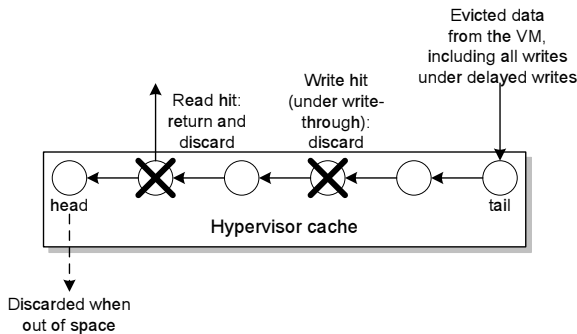 Evicted data
from the VM,
including all writes
under delayed writes
Write hit
(under write-
through):
discard
Read hit:
return and
discard
head
tail
Hypervisor cache
Discarded when
out of space